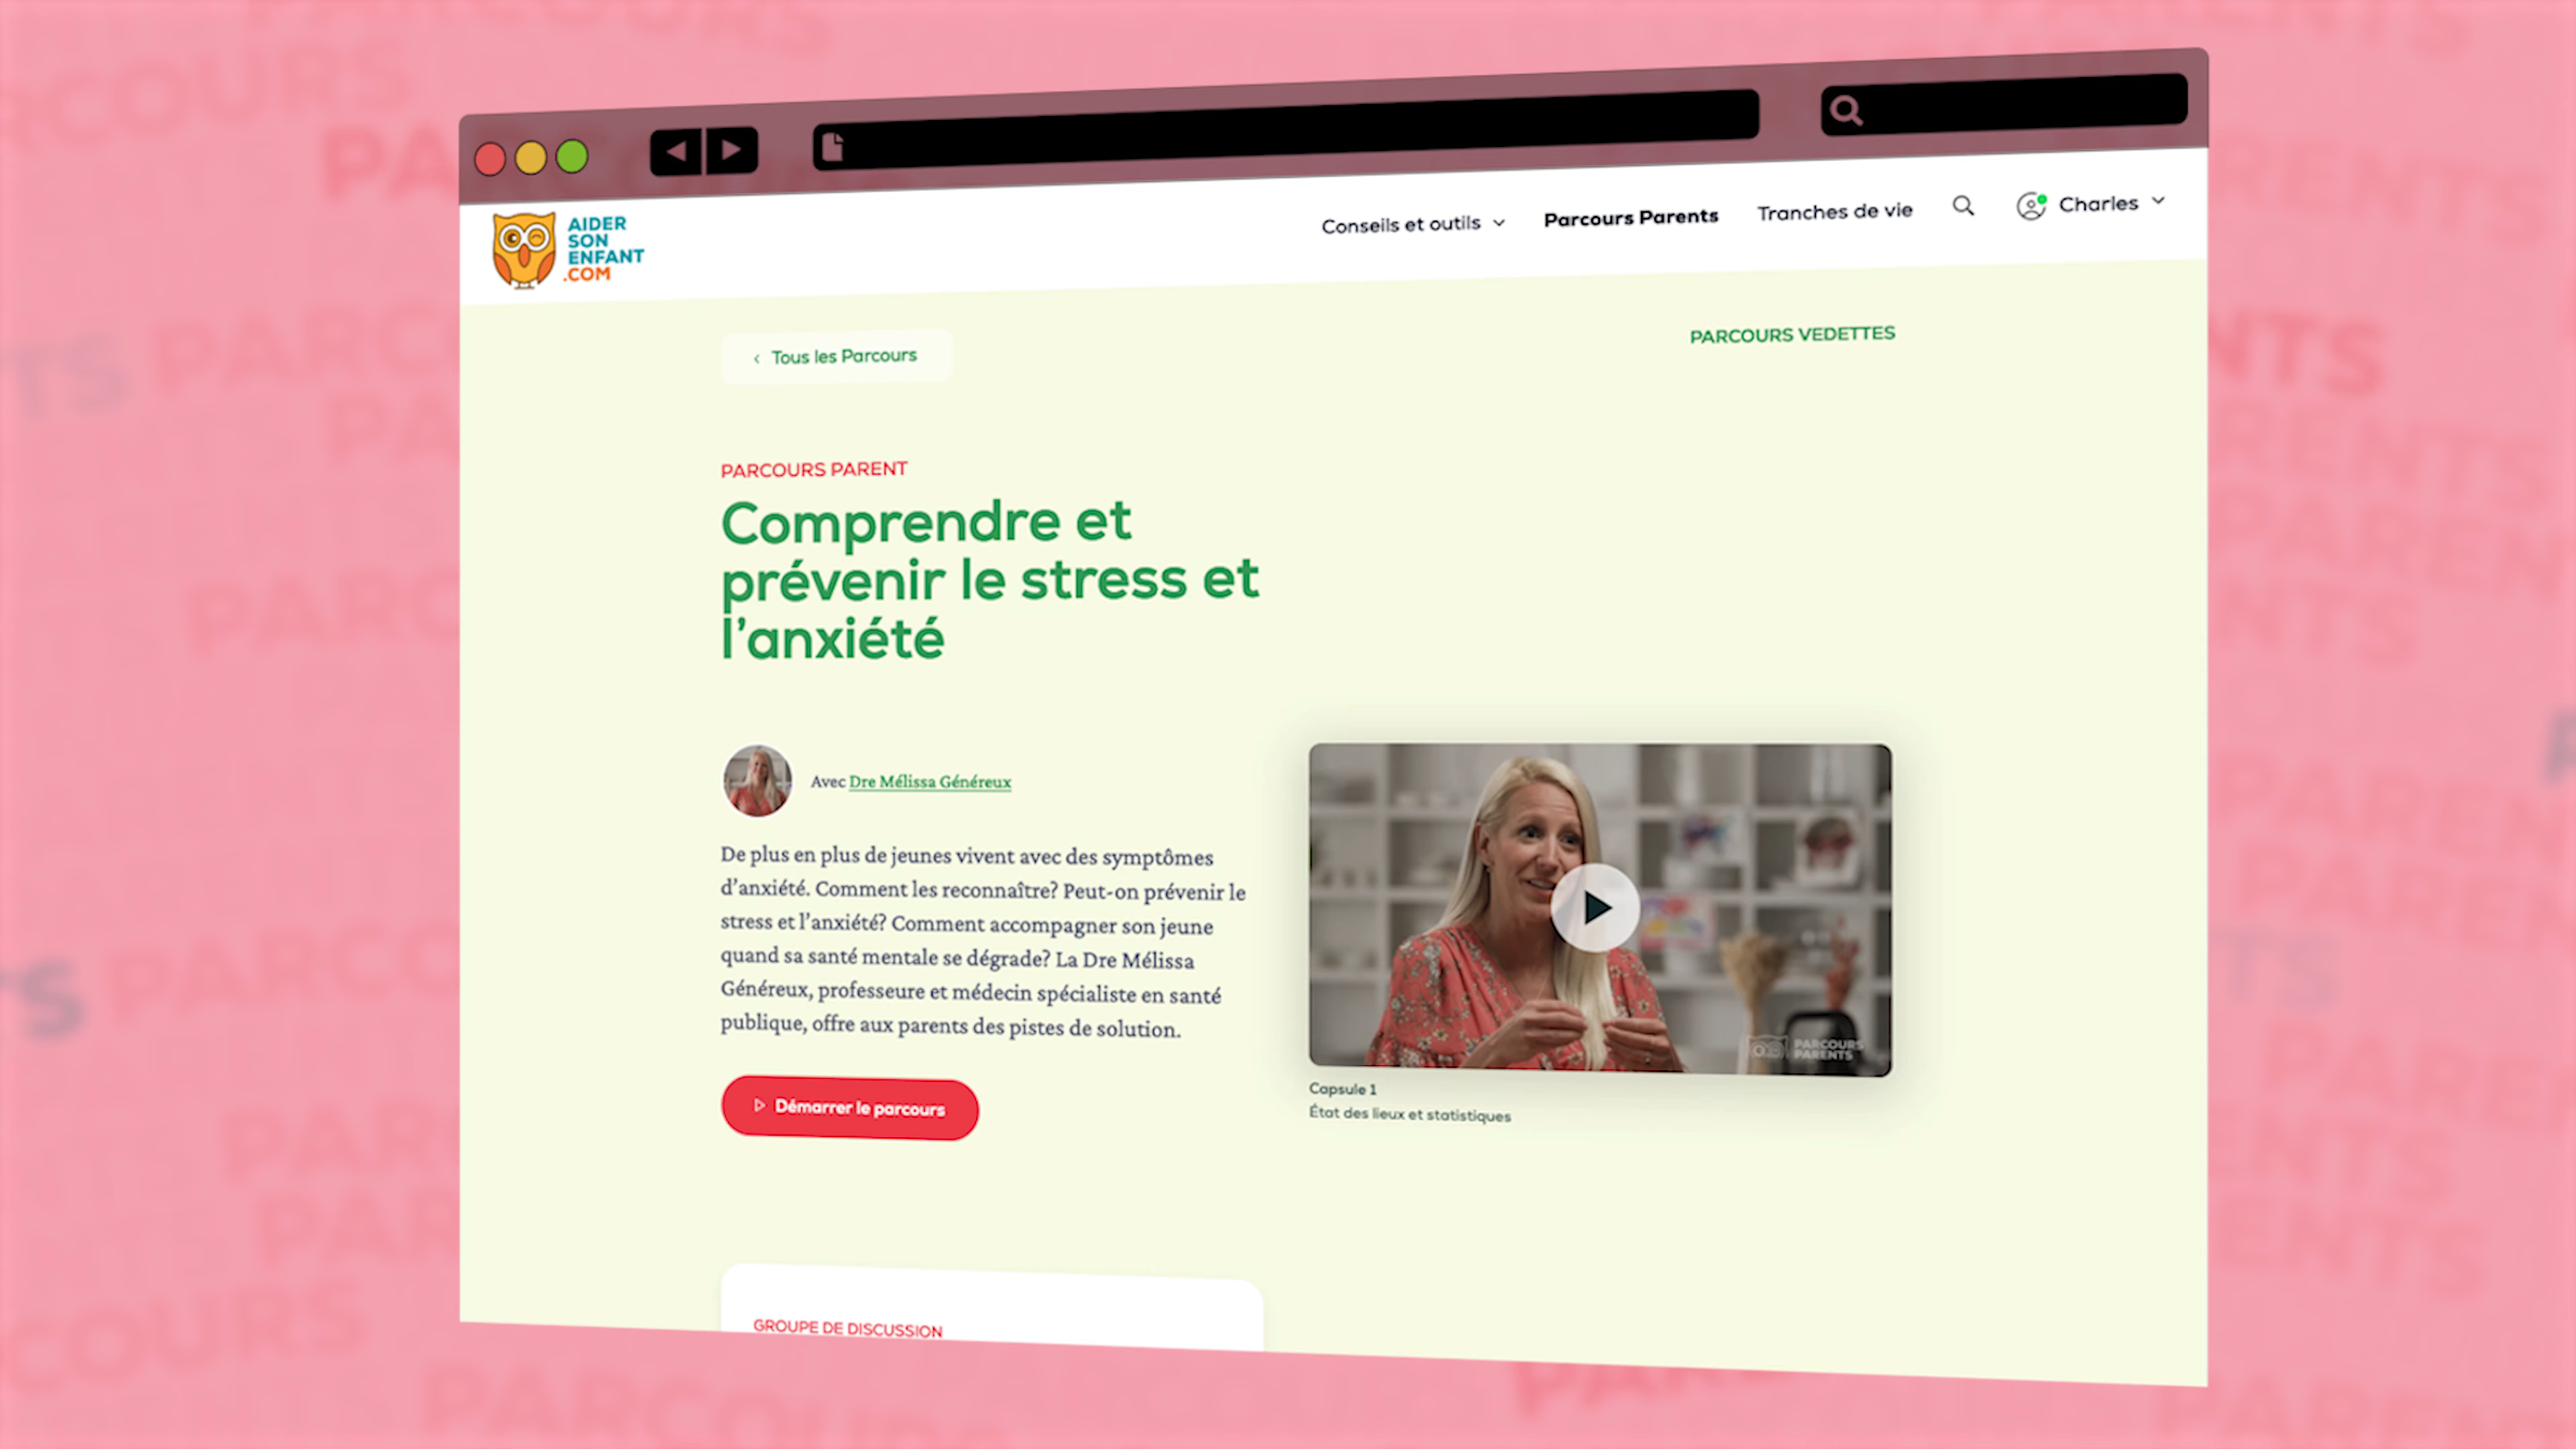 AIDER
SON
ENFANT
.COM
Conseils et outils
Parcours Parents
Tranches de vie
Charles
Tous les Parcours
PARCOURS VEDETTES
PARCOURS PARENT
Comprendre et
prévenir le stress et
l’anxiété
Avec Dre Mélissa Généreux
De plus en plus de jeunes vivent avec des symptômes
d’anxiété. Comment les reconnaître? Peut-on prévenir le
stress et l’anxiété? Comment accompagner son jeune
quand sa santé mentale se dégrade? La Dre Mélissa
Généreux, professeure et médecin spécialiste en santé
publique, offre aux parents des pistes de solution.
Démarrer le parcours
PARCOURS
PARENTS
Capsule 1
État des lieux et statistiques
GROUPE DE DISCUSSION